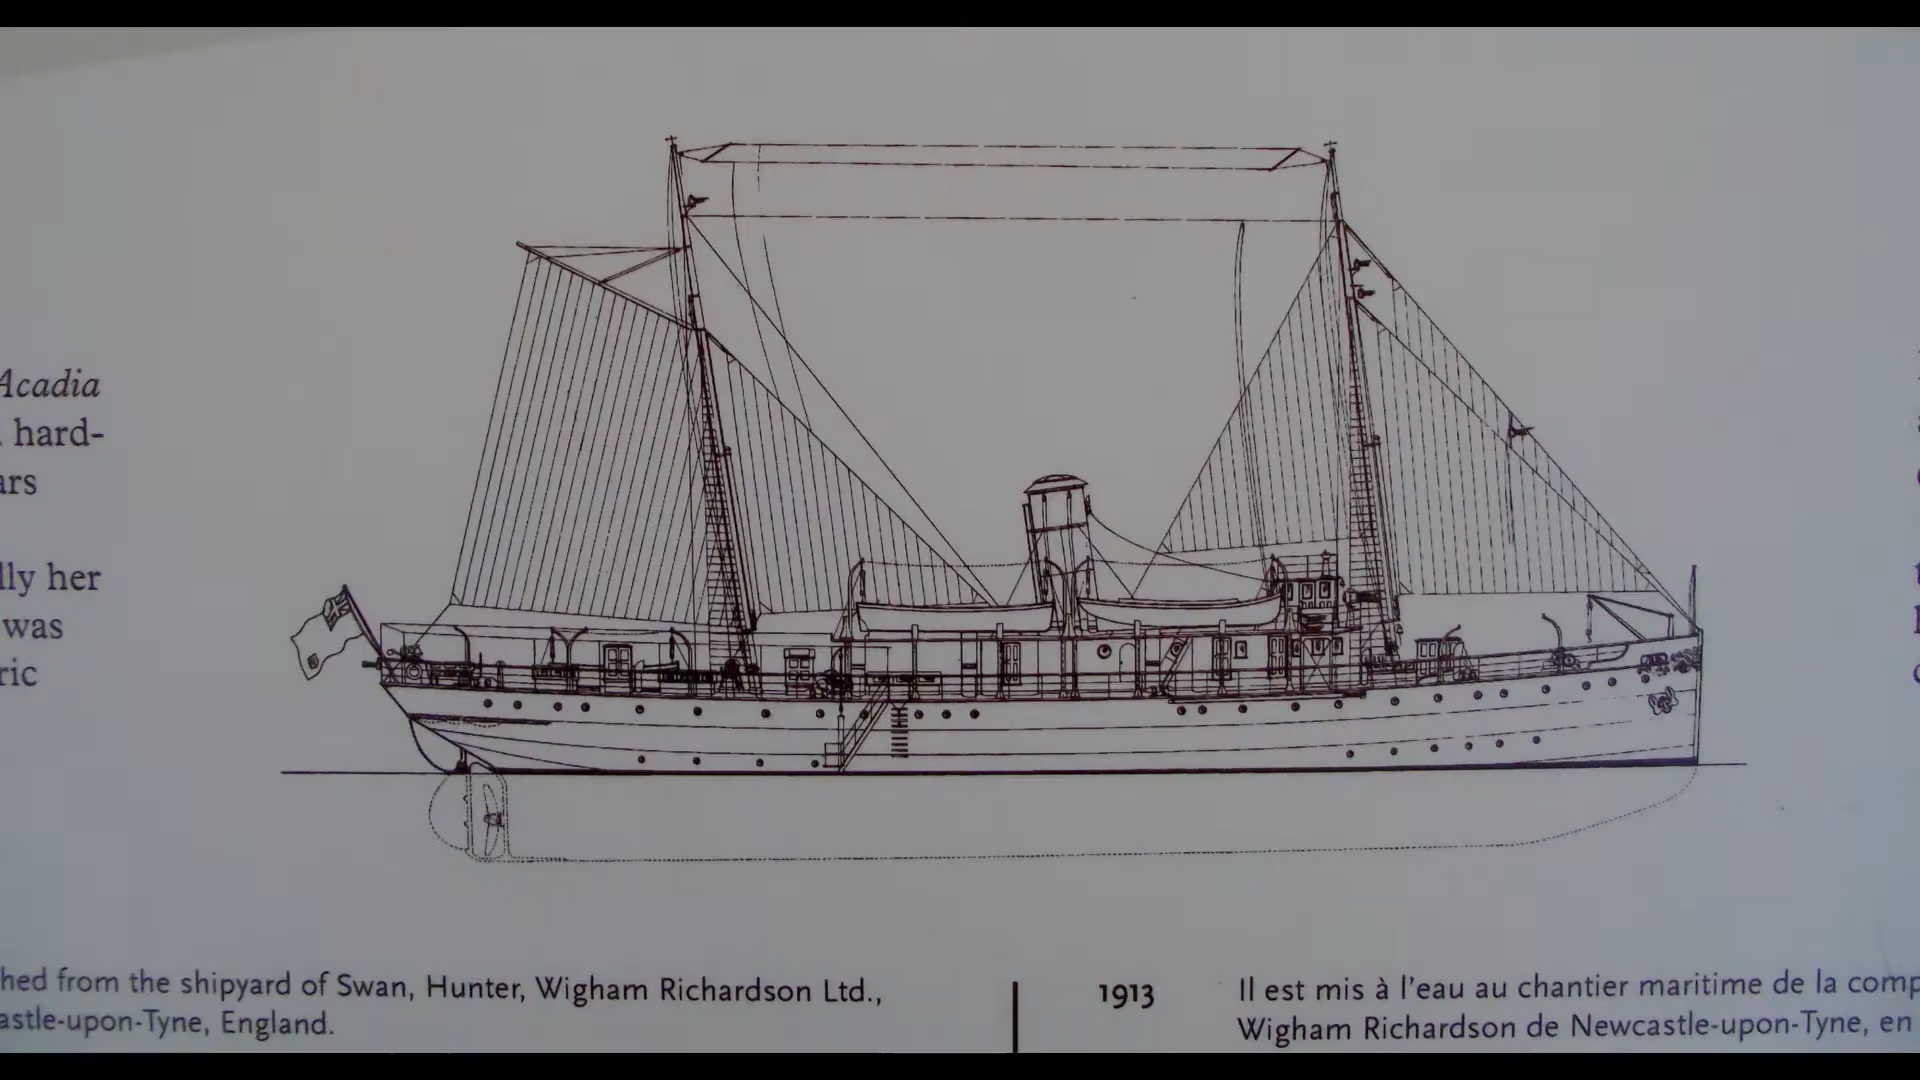 Acadia
hard-
ars
lly her
was
ric
hed from the shipyard of Swan, Hunter, Wigham Richardson Ltd.,
astle-upon-Tyne, England.
1913
Il est mis à l'eau au chantier maritime de la comp
Wigham Richardson de Newcastle-upon-Tyne, en